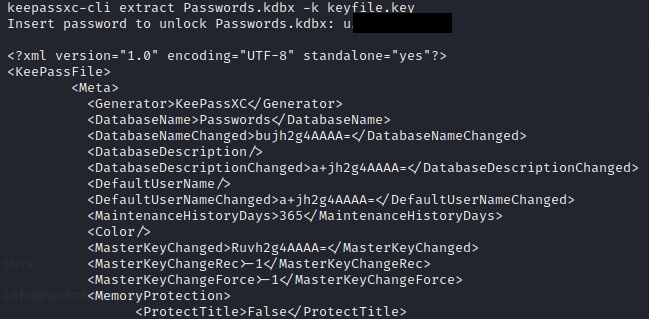 keepassxc-cli extract Passwords.kdbx -k keyfile.key
Insert password to unlock Passwords.kdbx: u
<?xml version="1.0" encoding="UTF-8" standalone="yes"?>
<KeePassFile>
<Meta>
<Generator>KeePassXC</Generator>
<DatabaseName>Passwords</DatabaseName>
<DatabaseNameChanged>bujh2g4AAAA=</DatabaseNameChanged>
<DatabaseDescription/>
<DatabaseDescriptionChanged>a+jh2g4AAAA=</DatabaseDescriptionChanged>
<DefaultUserName/>
<DefaultUserNameChanged>a+jh2g4AAAA=</DefaultUserNameChanged>
<MaintenanceHistoryDays>365</MaintenanceHistoryDays>
<Color/>
<MasterKeyChanged>Ruvh2g4AAAA=</MasterKeyChanged>
this
<MasterKeyChangeRec>-1</MasterKeyChangeRec>
<MasterKeyChangeForce>-1</MasterKeyChangeForce>
info@hackth
<MemoryProtection>
<ProtectTitle>False</ProtectTitle>